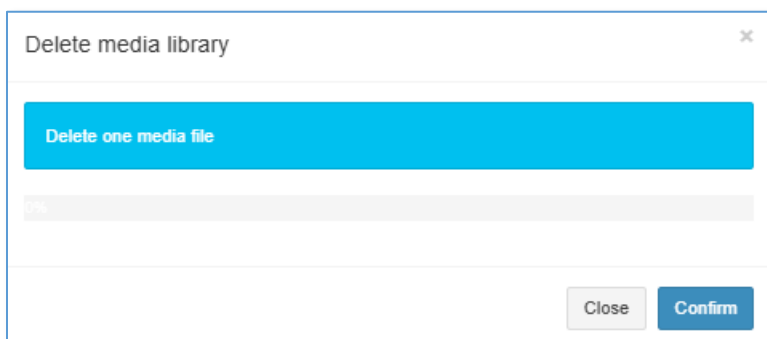 Delete media library
×
Delete one media file
0%
Close Confirm